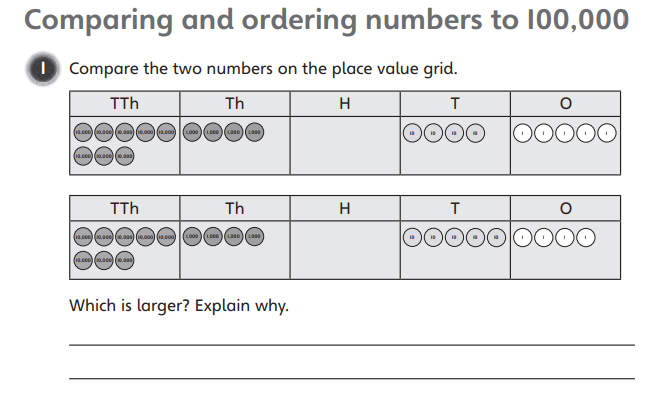 Comparing and ordering numbers to 100,000
1 Compare the two numbers on the place value grid.
TTh Th H T O
10,000 10,000 10,000 10,000 10,000 1,000 1,000 1,000 1,000 10 10 10 10 1 1 1 1 1
10,000 10,000 10,000
TTh Th H T O
10,000 10,000 10,000 10,000 10,000 1,000 1,000 1,000 1,000 10 10 10 10 10 1 1 1 1
10,000 10,000 10,000
Which is larger? Explain why.